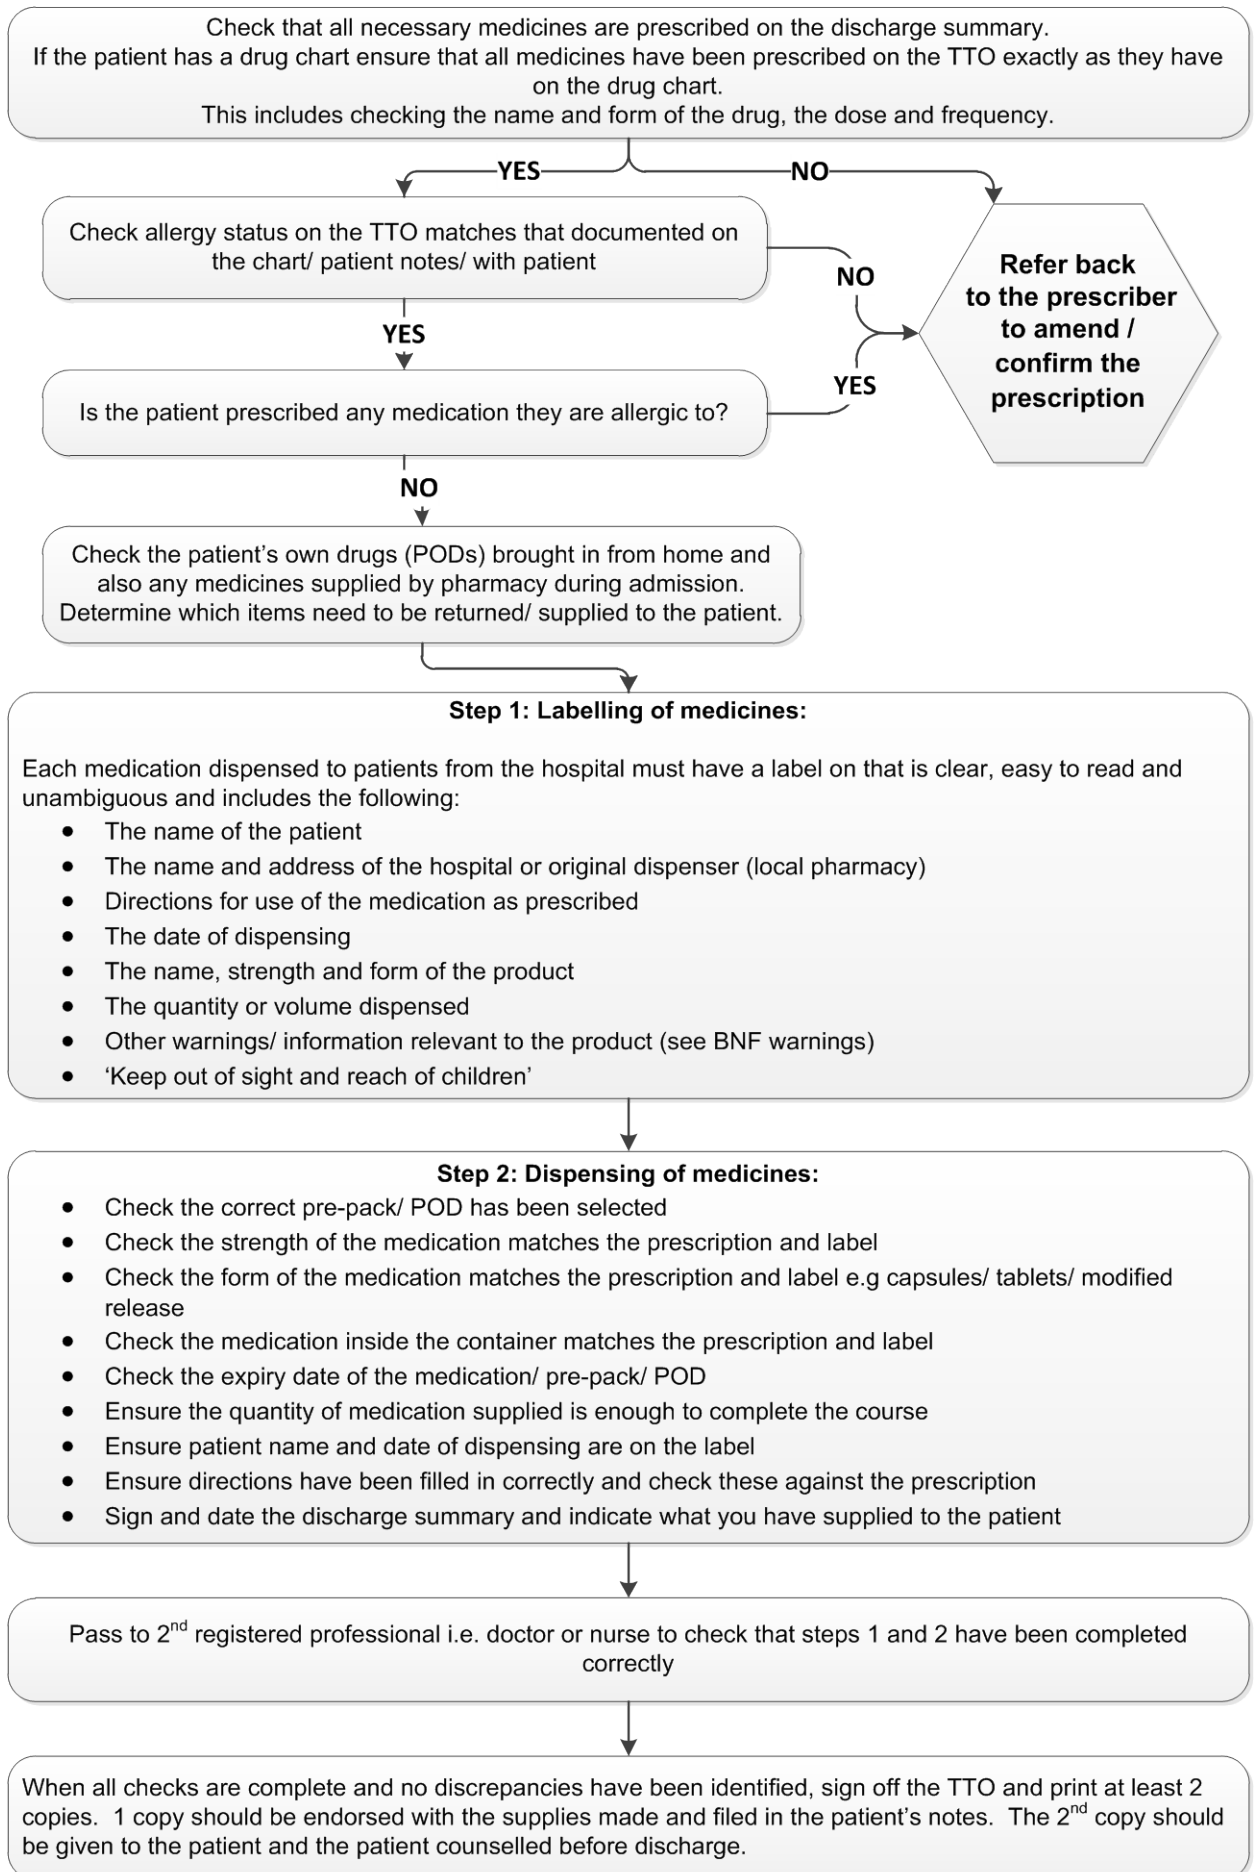 Check that all necessary medicines are prescribed on the discharge summary.
If the patient has a drug chart ensure that all medicines have been prescribed on the TTO exactly as they have
on the drug chart.
This includes checking the name and form of the drug, the dose and frequency.
YES
NO
Check allergy status on the TTO matches that documented on
the chart/ patient notes/ with patient
NO
Refer back
to the prescriber
to amend /
confirm the
prescription
YES
YES
Is the patient prescribed any medication they are allergic to?
NO
Check the patient's own drugs (PODs) brought in from home and
also any medicines supplied by pharmacy during admission.
Determine which items need to be returned/ supplied to the patient.
Step 1: Labelling of medicines:
Each medication dispensed to patients from the hospital must have a label on that is clear, easy to read and
unambiguous and includes the following:
• The name of the patient
• The name and address of the hospital or original dispenser (local pharmacy)
• Directions for use of the medication as prescribed
• The date of dispensing
• The name, strength and form of the product
• The quantity or volume dispensed
• Other warnings/ information relevant to the product (see BNF warnings)
• 'Keep out of sight and reach of children'
Step 2: Dispensing of medicines:
• Check the correct pre-pack/ POD has been selected
• Check the strength of the medication matches the prescription and label
• Check the form of the medication matches the prescription and label e.g capsules/ tablets/ modified
release
• Check the medication inside the container matches the prescription and label
• Check the expiry date of the medication/ pre-pack/ POD
• Ensure the quantity of medication supplied is enough to complete the course
• Ensure patient name and date of dispensing are on the label
• Ensure directions have been filled in correctly and check these against the prescription
• Sign and date the discharge summary and indicate what you have supplied to the patient
Pass to 2nd registered professional i.e. doctor or nurse to check that steps 1 and 2 have been completed
correctly
When all checks are complete and no discrepancies have been identified, sign off the TTO and print at least 2
copies. 1 copy should be endorsed with the supplies made and filed in the patient's notes. The 2nd copy should
be given to the patient and the patient counselled before discharge.